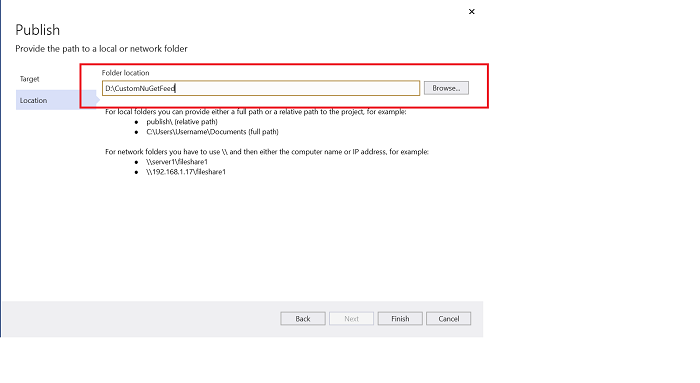 Publish
Provide the path to a local or network folder
Target
Location
Folder location
D:\CustomNuGetFeed
Browse...
For local folders you can provide either a full path or a relative path to the project, for example:
● publish\ (relative path)
● C:\Users\Username\Documents (full path)
For network folders you have to use \\ and then either the computer name or IP address, for example:
● \\server1\fileshare1
● \\192.168.1.17\fileshare1
Back
Next
Finish
Cancel